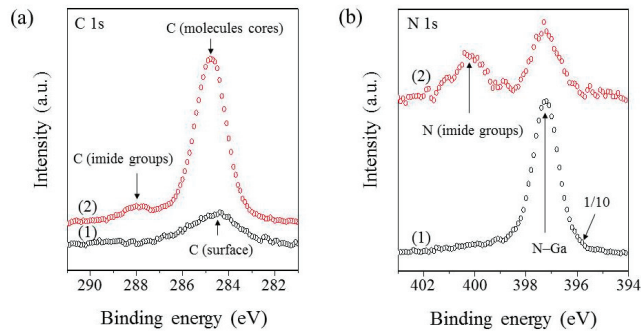 (a)
C 1s
C (molecules cores)
C (imide groups)
(2)
(1)
C (surface)
Intensity (a.u.)
290 288 286 284 282
Binding energy (eV)
(b)
N 1s
(2)
N (imide groups)
1/10
(1)
N–Ga
Intensity (a.u.)
402 400 398 396 394
Binding energy (eV)